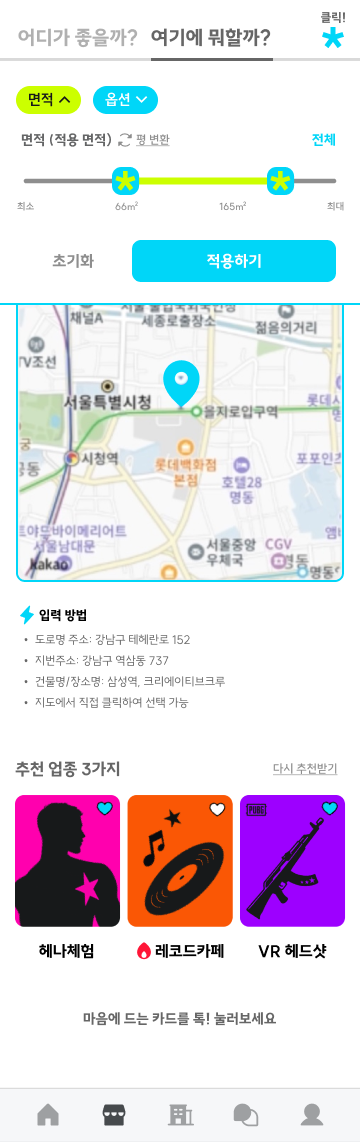 클릭!
어디가 좋을까? 여기에 뭐할까?
면적 옵션
면적 (적용 면적) 평 변환 전체
최소 66m² 165m² 최대
초기화 적용하기
채널A
세종로출장소
젊음의거리
TV조선
서울특별시청
을지로입구역
롯데
시청역
롯데백화점
본점
호텔28
명동
포포인츠
서울남대문
서울중앙
우체국
CGV
명동
kakao
명동
입력 방법
• 도로명 주소: 강남구 테헤란로 152
• 지번주소: 강남구 역삼동 737
• 건물명/장소명: 삼성역, 크리에이티브크루
• 지도에서 직접 클릭하여 선택 가능
추천 업종 3가지 다시 추천받기
PUBG
헤나체험 레코드카페 VR 헤드샷
마음에 드는 카드를 톡! 눌러보세요